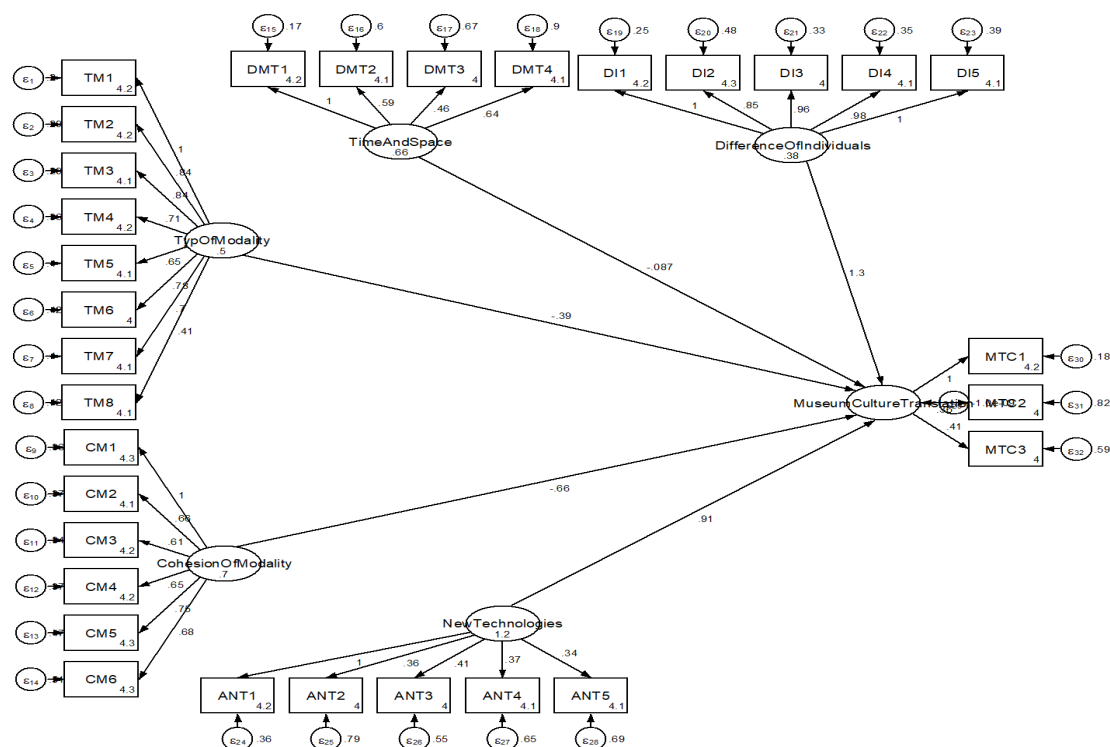 ε15 .17
ε16 .6
ε17 .67
ε18 .9
ε19 .25
ε20 .48
ε21 .33
ε22 .35
ε23 .39
DMT1 4.2
DMT2 4.1
DMT3 4
DMT4 4.1
DI1 4.2
DI2 4.3
DI3 4
DI4 4.1
DI5 4.1
1
.59
.46
.64
1
.85
.96
.98
1
TimeAndSpace
.66
DifferenceOfIndividuals
.38
ε1
TM1 4.2
ε2
TM2 4.2
ε3
TM3 4.1
ε4
TM4 4.2
ε5
TM5 4.1
ε6
TM6 4
ε7
TM7 4.1
ε8
TM8 4.1
1
.84
.84
.71
.65
.7
.41
TypOfModality
.5
-.087
1.3
-.39
MuseumCultureTranslation
MTC1 4.2
ε30 .18
MTC2 4
ε31 .82
MTC3 4
ε32 .59
1
.41
ε9
CM1 4.3
ε10
CM2 4.1
ε11
CM3 4.2
ε12
CM4 4.2
ε13
CM5 4.3
ε14
CM6 4.3
1
.66
.61
.65
.75
.68
CohesionOfModality
.7
-.66
.91
NewTechnologies
1.2
1
.36
.41
.37
.34
ANT1 4.2
ANT2 4
ANT3 4
ANT4 4.1
ANT5 4.1
ε24 .36
ε25 .79
ε26 .55
ε27 .65
ε28 .69